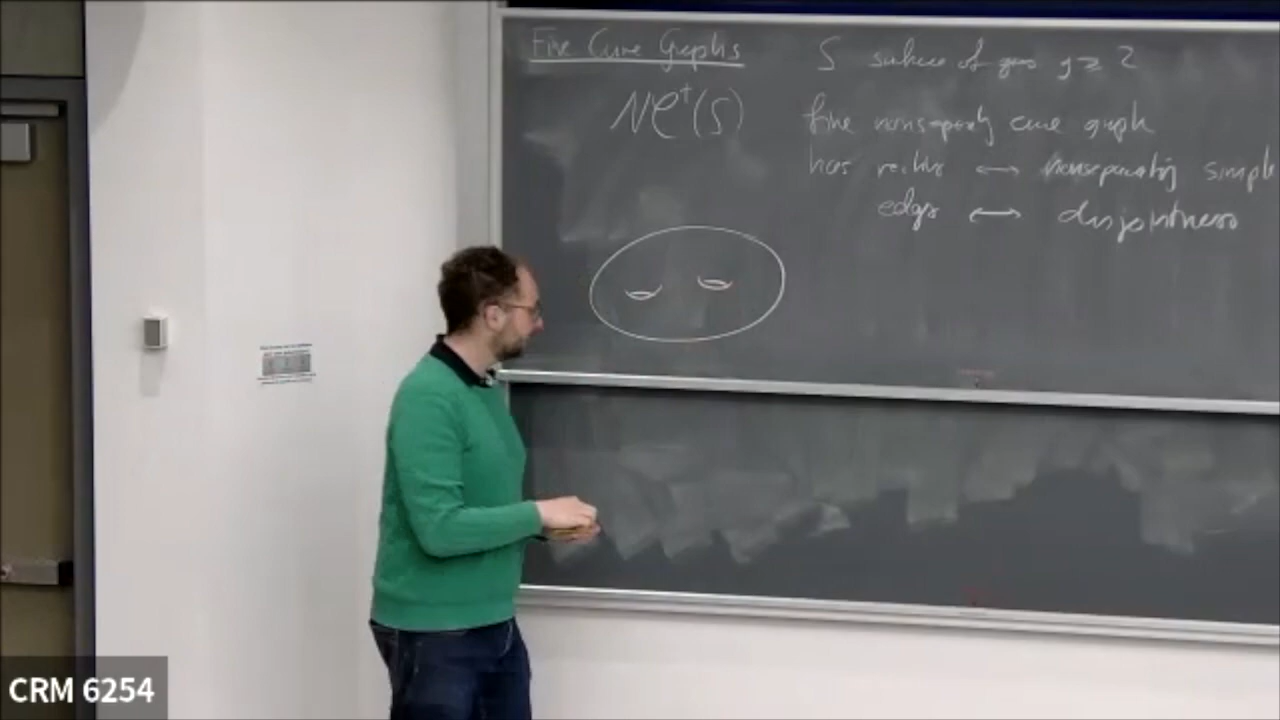 Fine Curve Graphs
S surface of genus g ≥ 2
NC†(S)
fine nonseparating curve graph
has vertices ↔ nonseparating simple
edges ↔ disjointness
CRM 6254